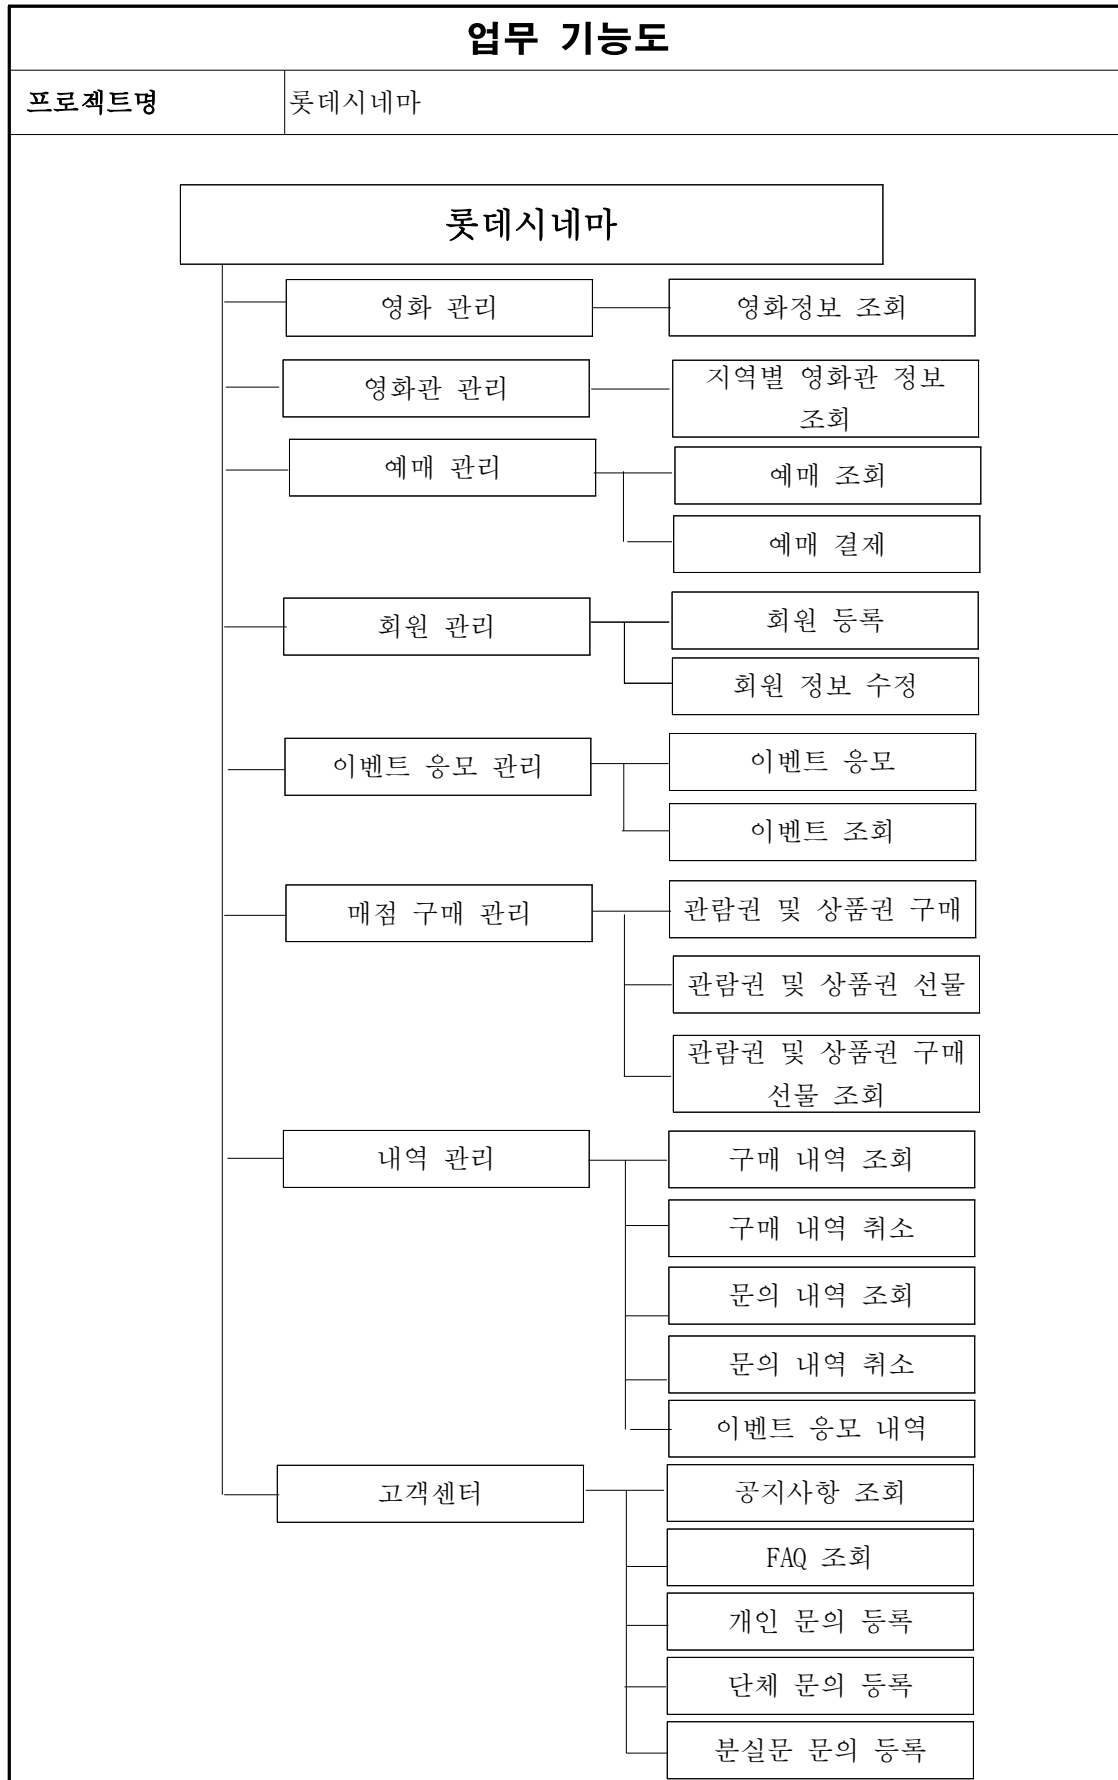 업무 기능도
프로젝트명
롯데시네마
롯데시네마
영화 관리
영화정보 조회
영화관 관리
지역별 영화관 정보
조회
예매 관리
예매 조회
예매 결제
회원 관리
회원 등록
회원 정보 수정
이벤트 응모 관리
이벤트 응모
이벤트 조회
매점 구매 관리
관람권 및 상품권 구매
관람권 및 상품권 선물
관람권 및 상품권 구매
선물 조회
내역 관리
구매 내역 조회
구매 내역 취소
문의 내역 조회
문의 내역 취소
이벤트 응모 내역
고객센터
공지사항 조회
FAQ 조회
개인 문의 등록
단체 문의 등록
분실문 문의 등록